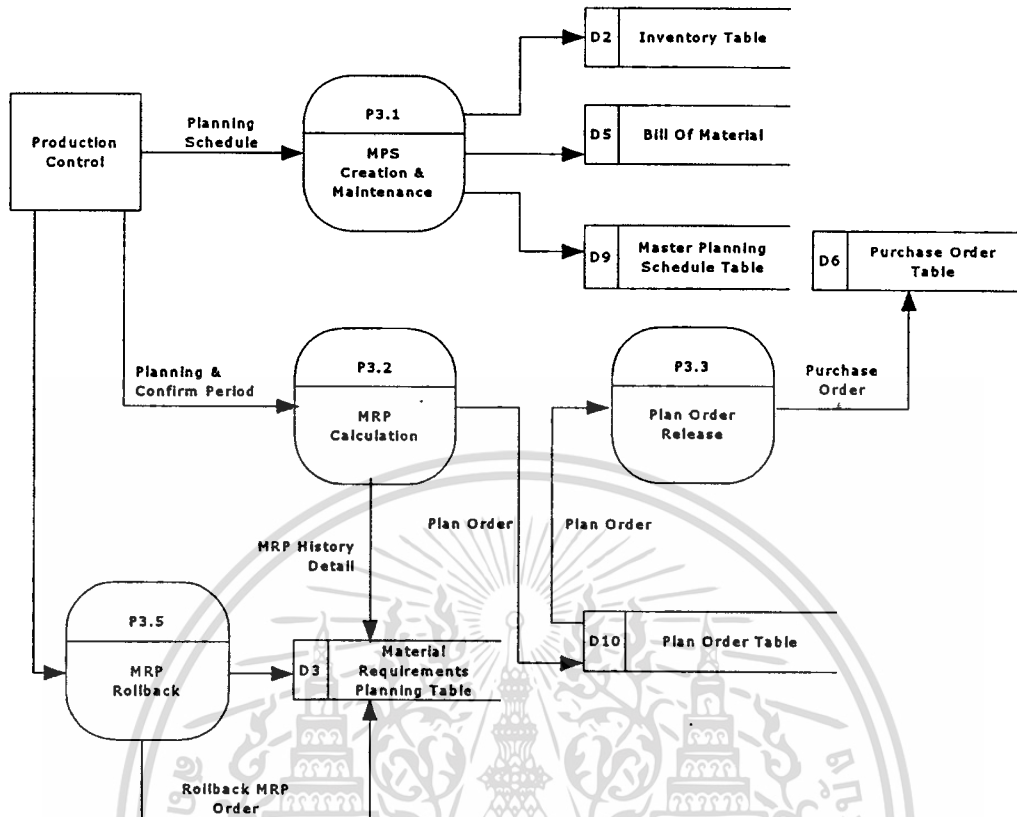 D2
Inventory Table
P3.1
MPS
Creation &
Maintenance
Production
Control
Planning
Schedule
D5
Bill Of Material
D9
Master Planning
Schedule Table
D6
Purchase Order
Table
P3.2
MRP
Calculation
Planning &
Confirm Period
P3.3
Plan Order
Release
Purchase
Order
Plan Order
Plan Order
MRP History
Detail
P3.5
MRP
Rollback
D3
Material
Requirements
Planning Table
D10
Plan Order Table
Rollback MRP
Order